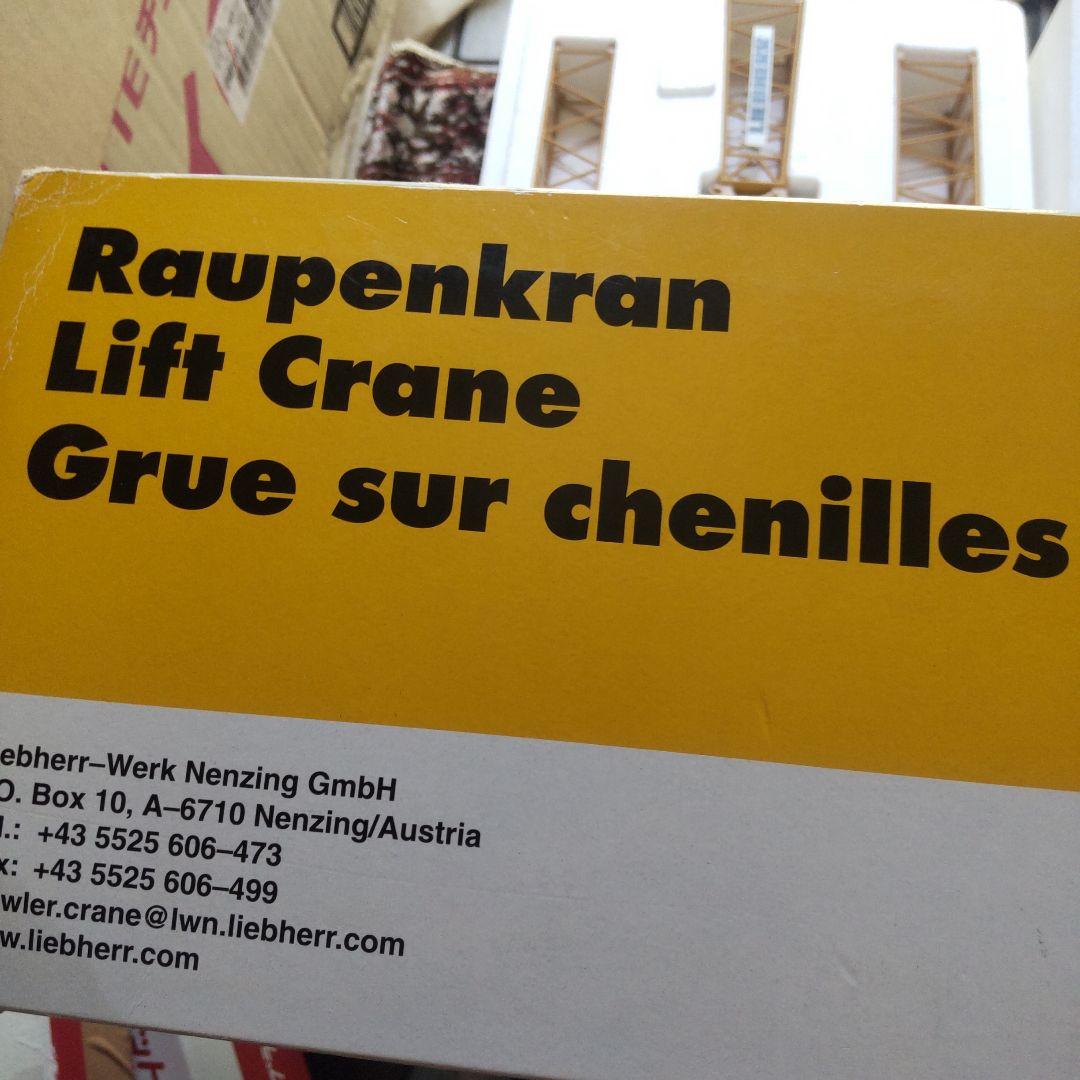 Raupenkran
Lift Crane
Grue sur chenilles
ebherr–Werk Nenzing GmbH
O. Box 10, A–6710 Nenzing/Austria
l.: +43 5525 606–473
x: +43 5525 606–499
wler.crane@lwn.liebherr.com
w.liebherr.com